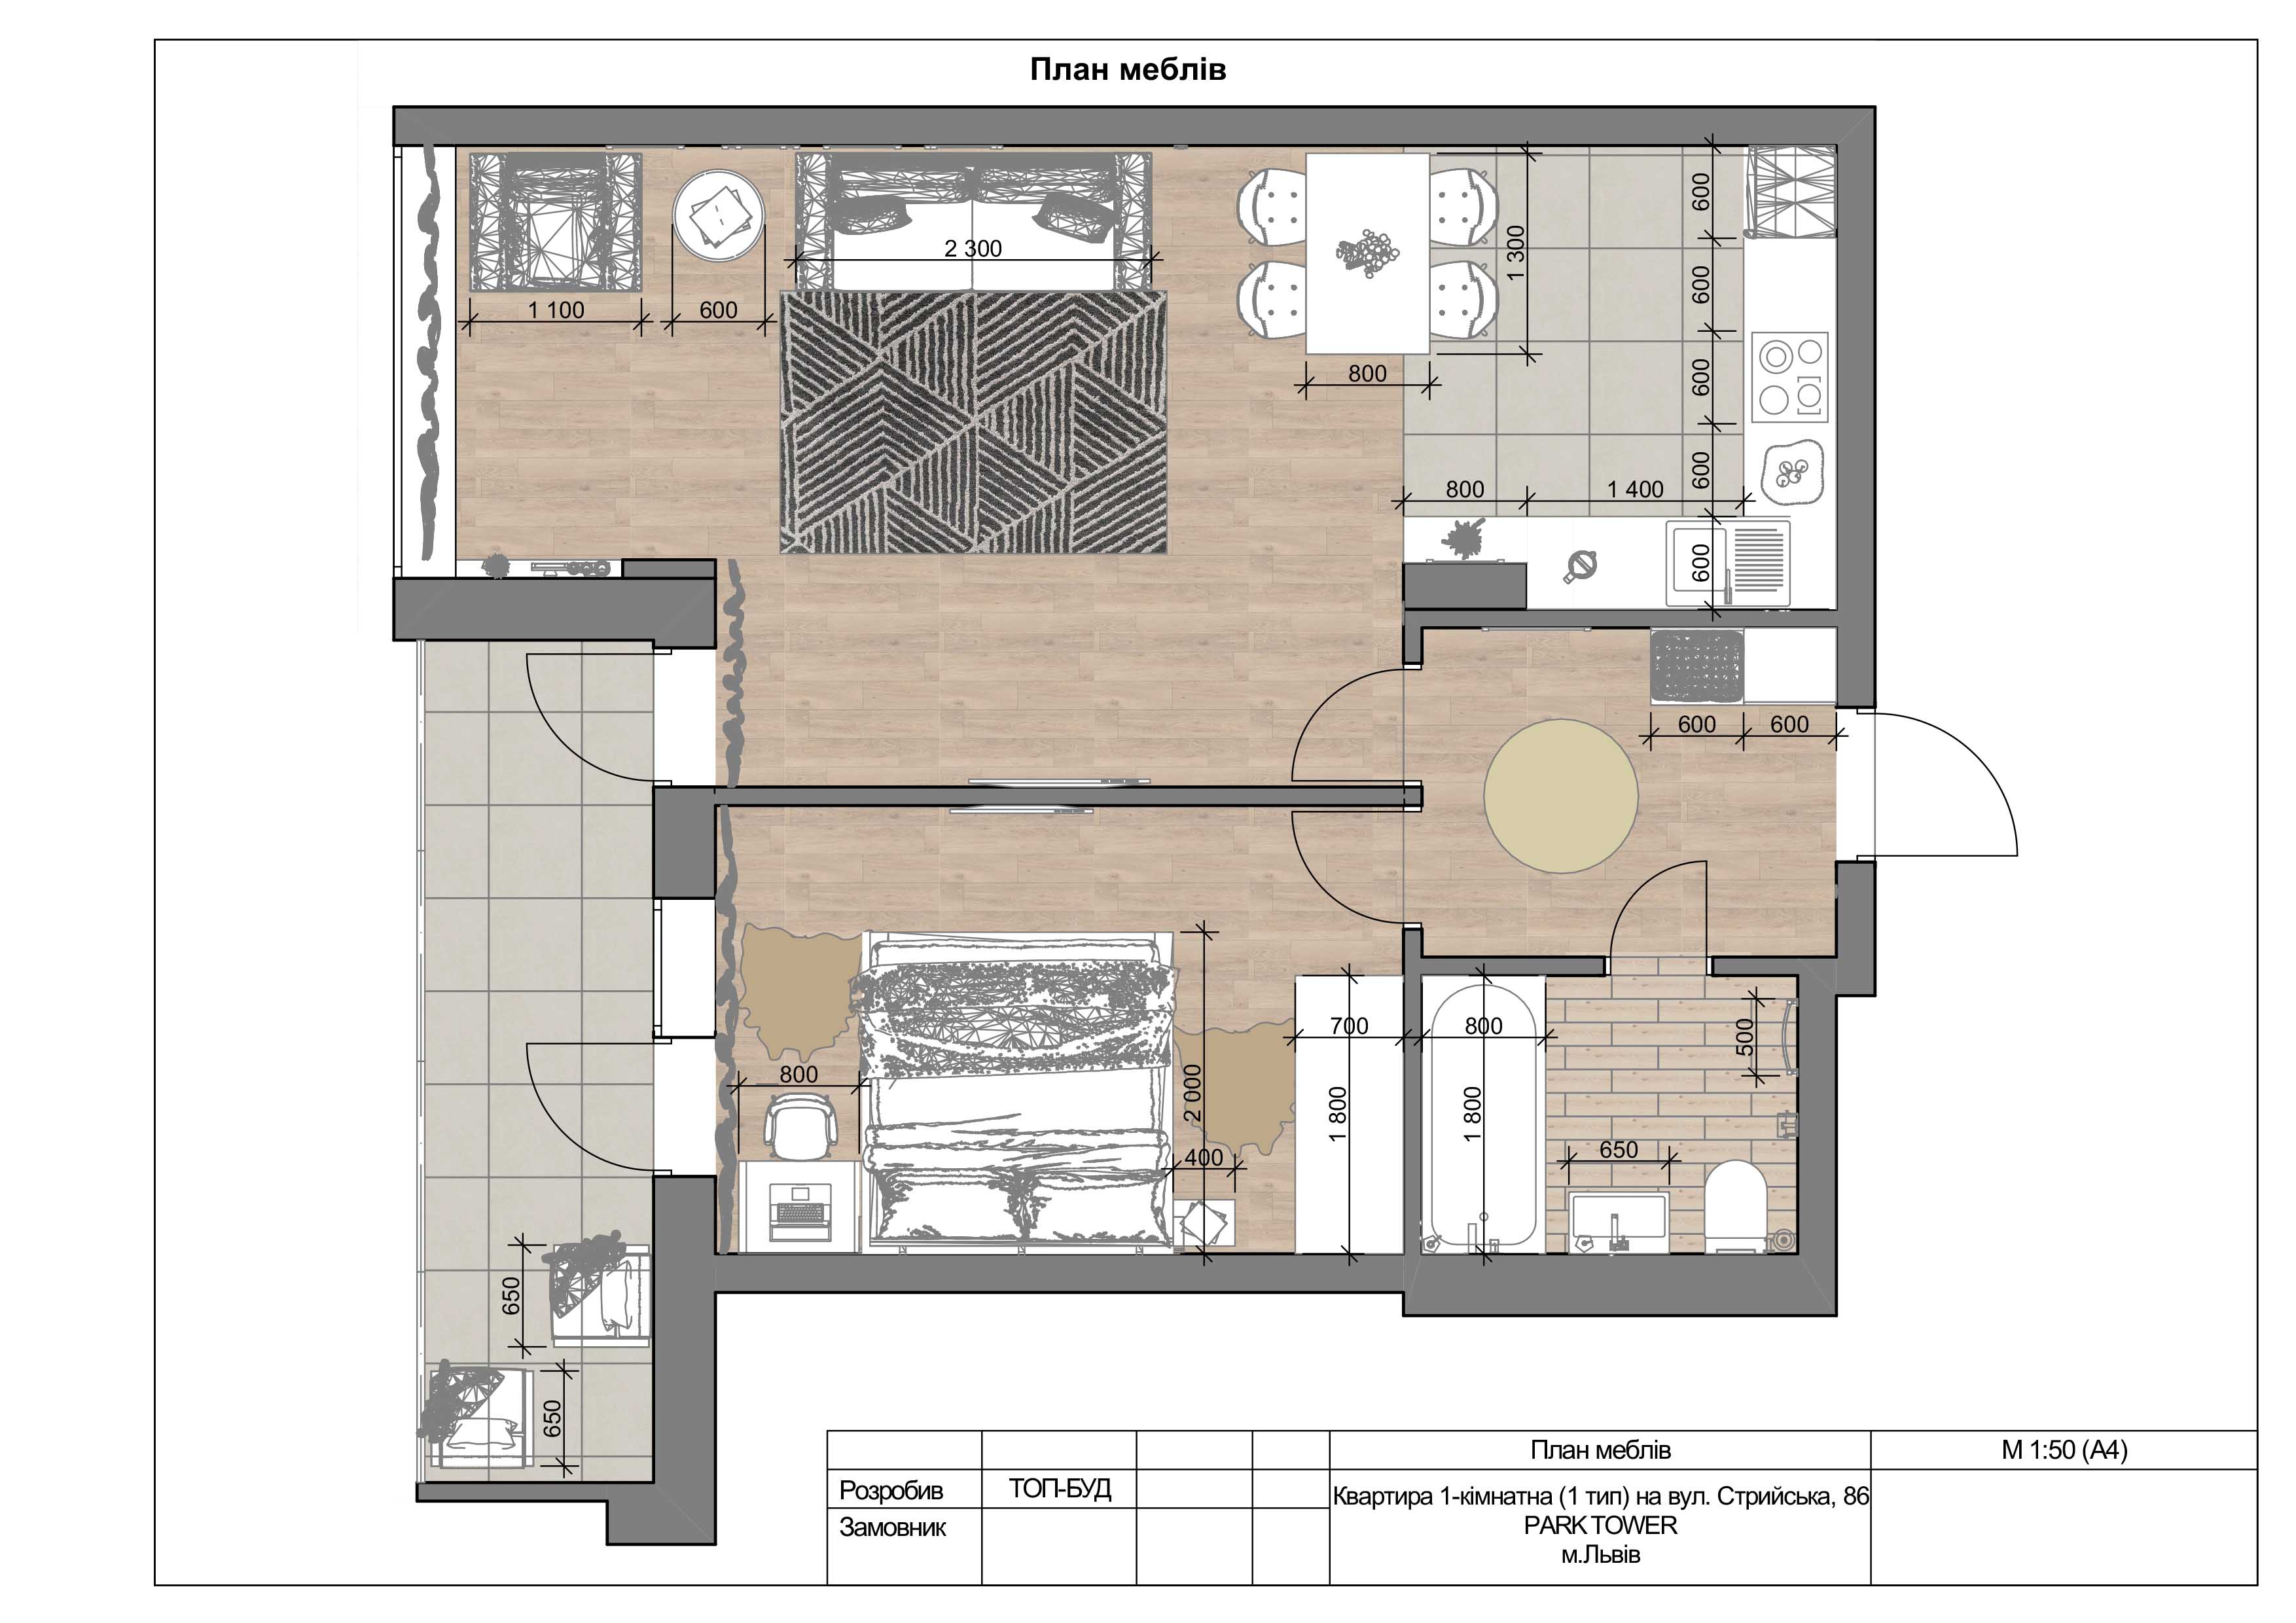 План меблів
2 300
1 100
600
1 300
800
600
600
600
600
600
800
1 400
600
600
800
2 000
400
700
1 800
800
1 800
500
650
650
650
План меблів
М 1:50 (А4)
Розробив
ТОП-БУД
Замовник
Квартира 1-кімнатна (1 тип) на вул. Стрийська, 86
PARK TOWER
м.Львів